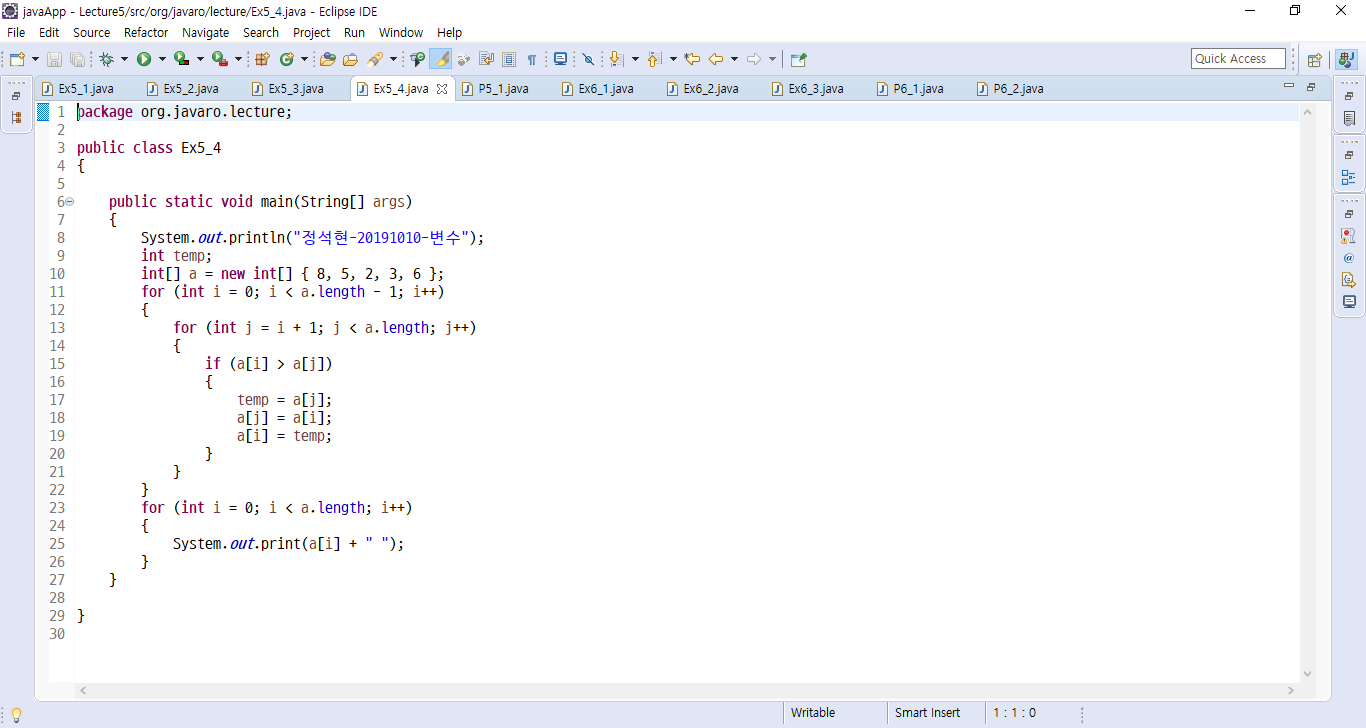 javaApp - Lecture5/src/org/javaro/lecture/Ex5_4.java - Eclipse IDE
File Edit Source Refactor Navigate Search Project Run Window Help
Quick Access
Ex5_1.java Ex5_2.java Ex5_3.java Ex5_4.java P5_1.java Ex6_1.java Ex6_2.java Ex6_3.java P6_1.java P6_2.java
1 package org.javaro.lecture;
2
3 public class Ex5_4
4 {
5
6 public static void main(String[] args)
7 {
8 System.out.println("정석현-20191010-변수");
9 int temp;
10 int[] a = new int[] { 8, 5, 2, 3, 6 };
11 for (int i = 0; i < a.length - 1; i++)
12 {
13 for (int j = i + 1; j < a.length; j++)
14 {
15 if (a[i] > a[j])
16 {
17 temp = a[j];
18 a[j] = a[i];
19 a[i] = temp;
20 }
21 }
22 }
23 for (int i = 0; i < a.length; i++)
24 {
25 System.out.print(a[i] + " ");
26 }
27 }
28
29 }
30
Writable Smart Insert 1 : 1 : 0